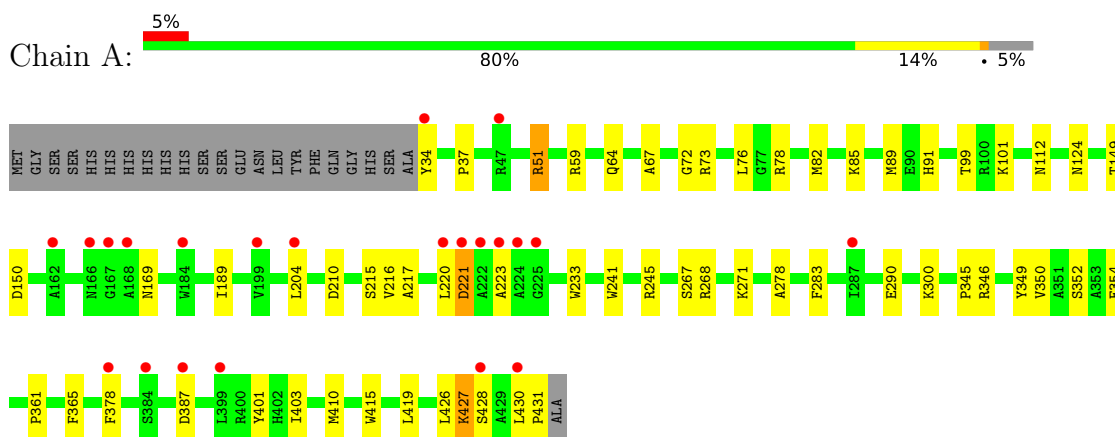 5%
Chain A:
80% 14% • 5%
MET GLY SER SER HIS HIS HIS HIS HIS HIS SER SER GLU ASN LEU TYR PHE GLN GLY HIS SER ALA Y34 P37 R47 R51 R59 Q64 A67 G72 R73 L76 G77 R78 M82 K85 M89 E90 H91 T99 R100 K101 N112 N124 T149
D150 A162 N166 G167 A168 N169 W184 I189 V199 L204 D210 S215 V216 A217 L220 D221 A222 A223 A224 G225 W233 W241 R245 S267 R268 K271 A278 F283 I287 E290 K300 P345 R346 Y349 V350 A351 S352 A353 E354
P361 F365 F378 S384 D387 L399 R400 Y401 H402 I403 M410 W415 L419 L426 K427 S428 A429 L430 P431 ALA